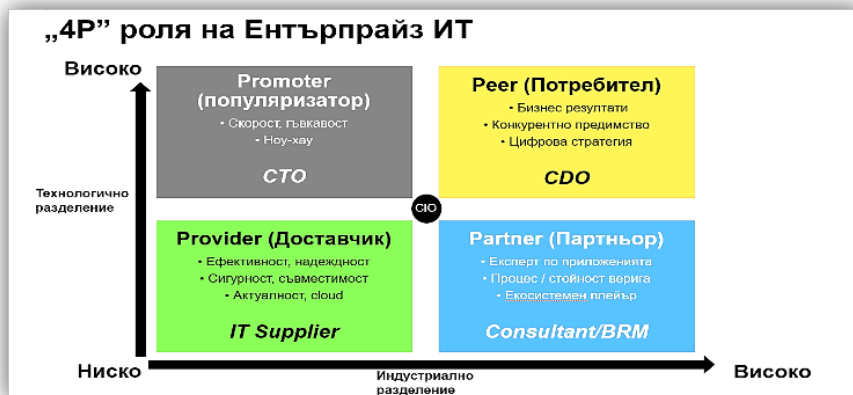 „4P” роля на Ентърпрайз ИТ
Високо
Promoter
(популяризатор)
• Скорост, гъвкавост
• Ноу-хау
CTO
Peer (Потребител)
• Бизнес резултати
• Конкурентно предимство
• Цифрова стратегия
CDO
Технологично
разделение
CIO
Provider (Доставчик)
• Ефективност, надеждност
• Сигурност, съвместимост
• Актуалност, cloud
IT Supplier
Partner (Партньор)
• Експерт по приложенията
• Процес / стойност верига
• Екосистемен плейър
Consultant/BRM
Ниско
Индустриално
разделение
Високо